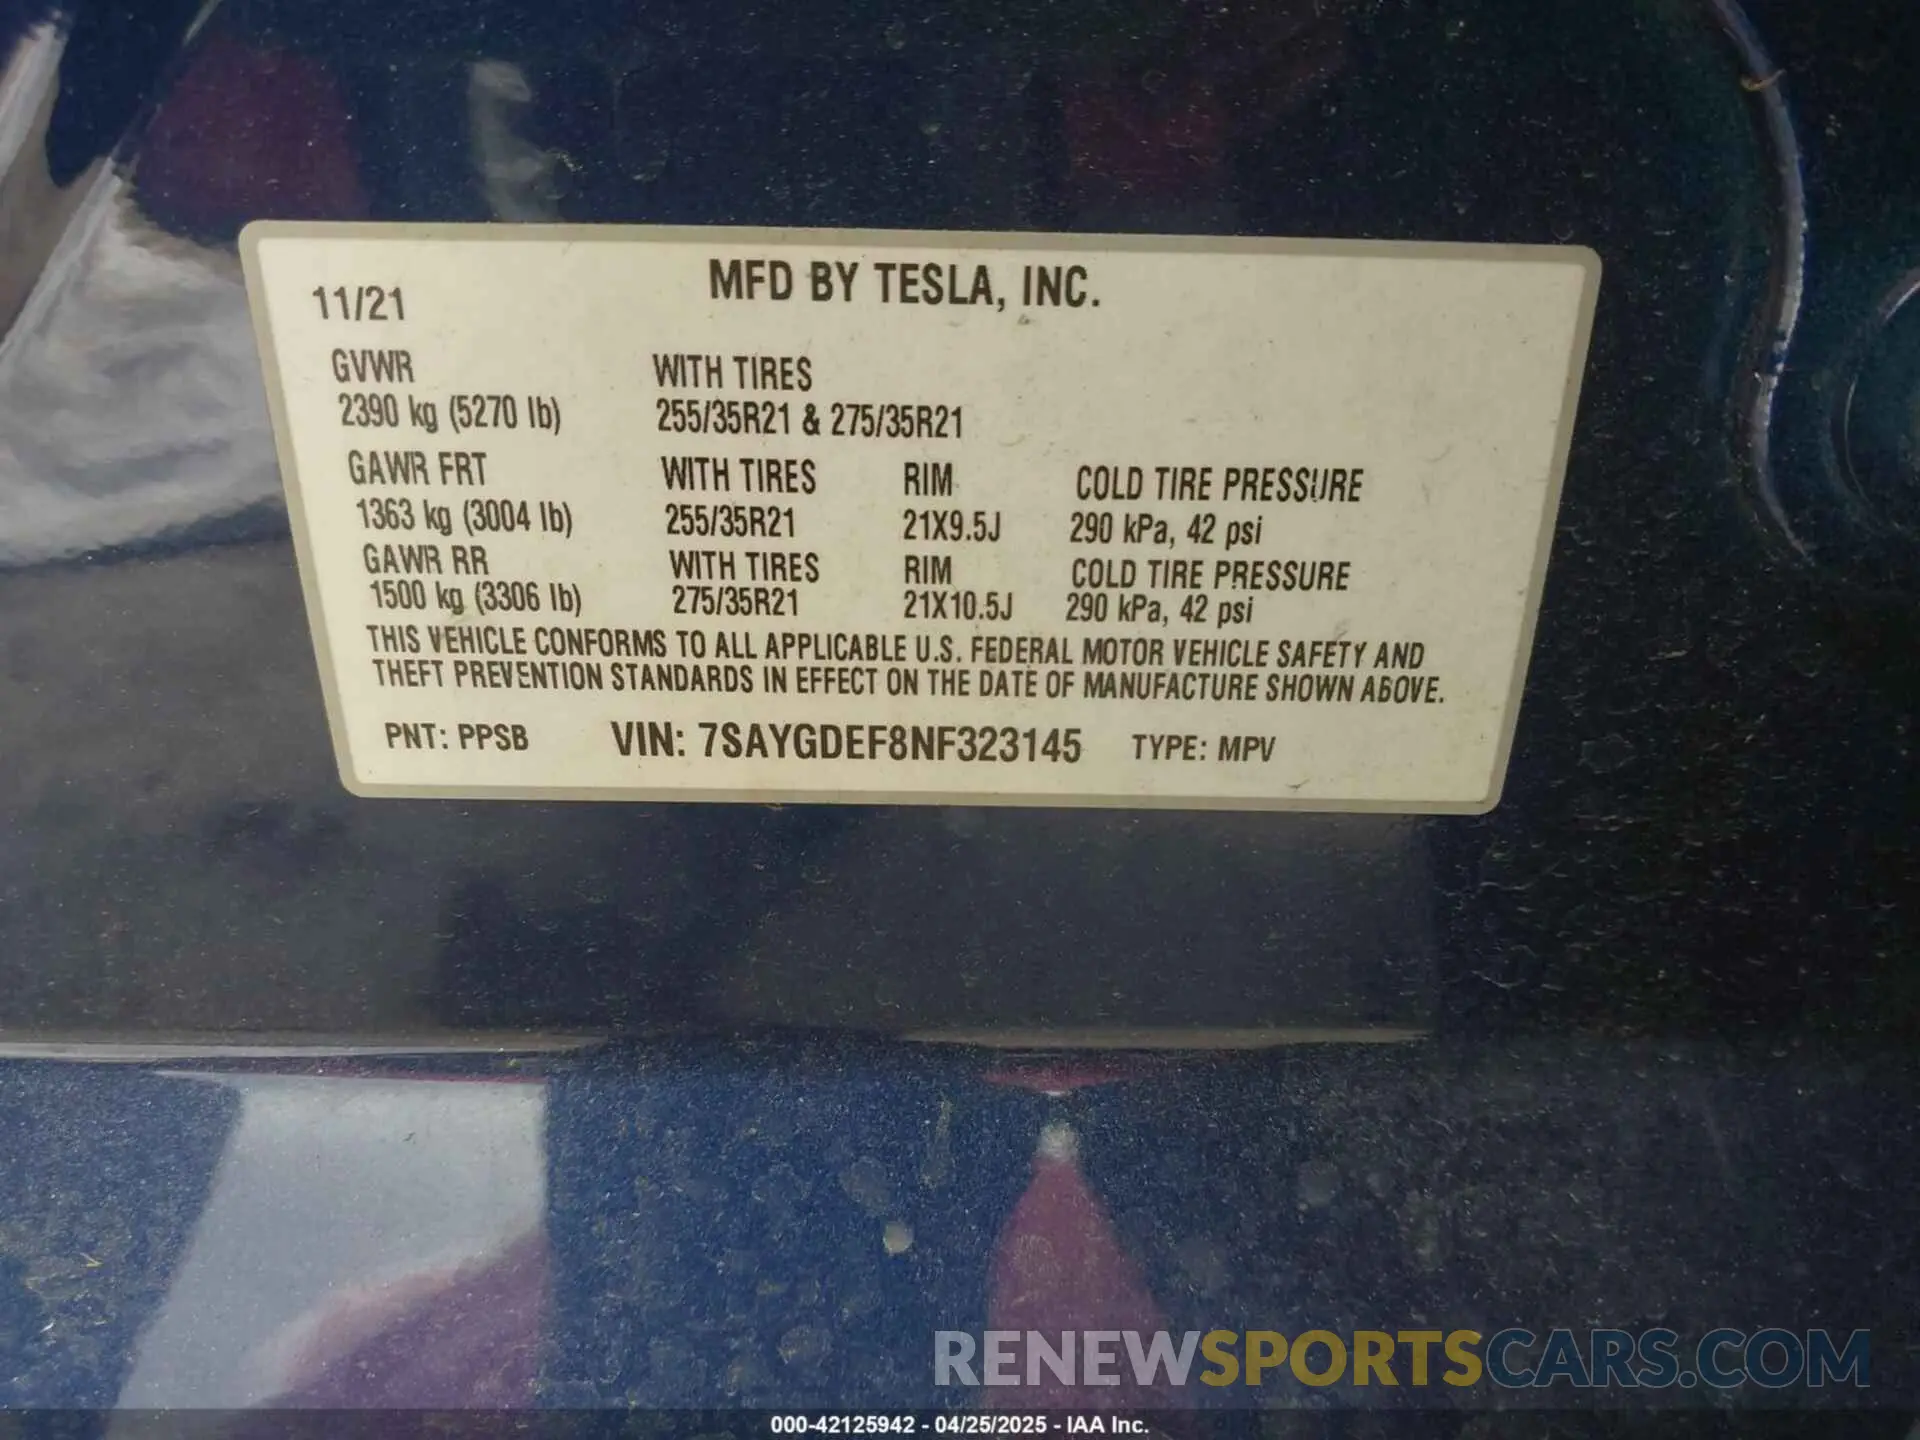 MFD BY TESLA, INC.
11/21
GVWR WITH TIRES
2390 kg (5270 lb) 255/35R21 & 275/35R21
GAWR FRT WITH TIRES RIM COLD TIRE PRESSURE
1363 kg (3004 lb) 255/35R21 21X9.5J 290 kPa, 42 psi
GAWR RR WITH TIRES RIM COLD TIRE PRESSURE
1500 kg (3306 lb) 275/35R21 21X10.5J 290 kPa, 42 psi
THIS VEHICLE CONFORMS TO ALL APPLICABLE U.S. FEDERAL MOTOR VEHICLE SAFETY AND
THEFT PREVENTION STANDARDS IN EFFECT ON THE DATE OF MANUFACTURE SHOWN ABOVE.
PNT: PPSB VIN: 7SAYGDEF8NF323145 TYPE: MPV
RENEWSPORTSCARS.COM
000-42125942 - 04/25/2025 - IAA Inc.